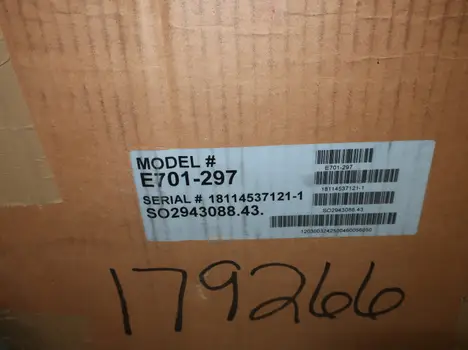 MODEL #
E701-297
SERIAL # 18114537121-1
SO2943088.43.
E701-297
18114537121-1
SO2943088.43
179266